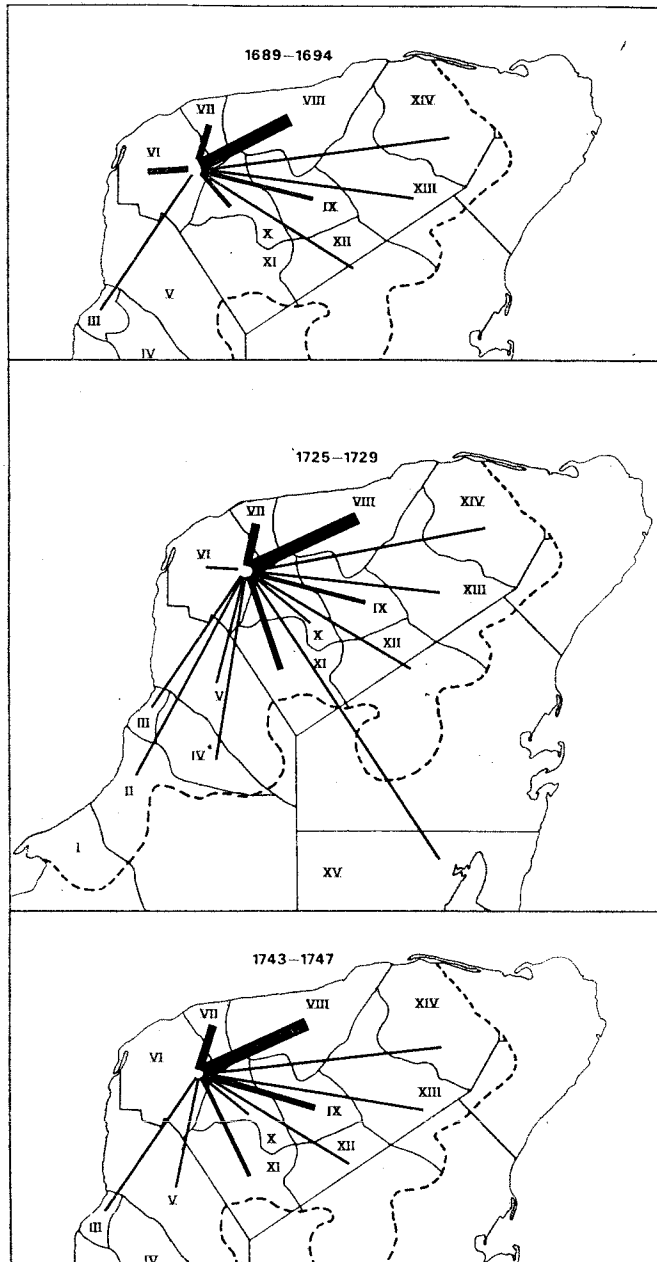 1689–1694
VIII
XIV
VII
VI
XIII
IX
X
XII
XI
V
III
IV
1725–1729
XIV
VII
VIII
VI
XIII
IX
X
XII
XI
V
III
IV
II
I
XV
1743–1747
VIII
XIV
VII
VI
XIII
IX
X
XII
XI
V
III
IV